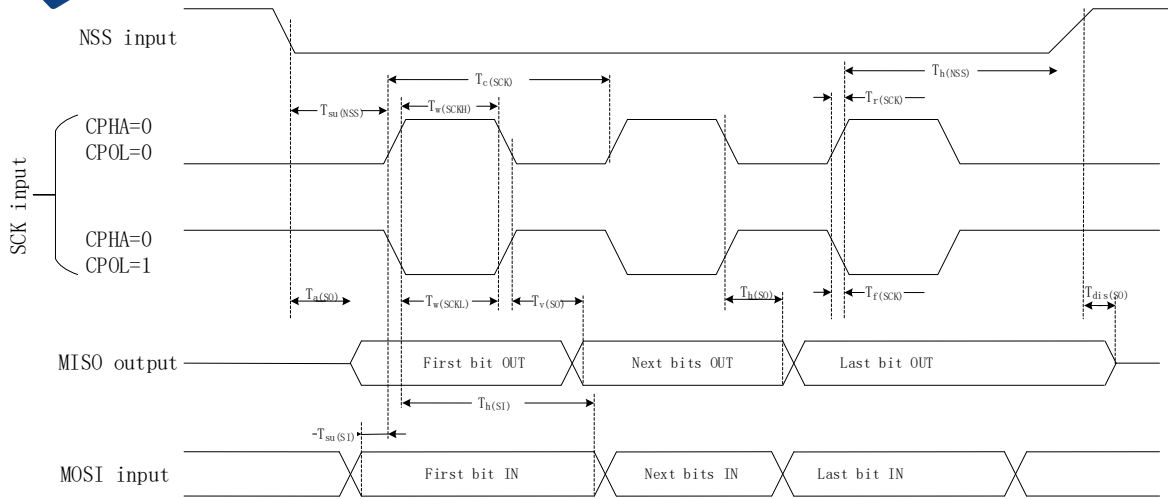 NSS input
Tc(SCK)
Th(NSS)
Tsu(NSS)
Tw(SCKH)
Tr(SCK)
SCK input
CPHA=0
CPOL=0
CPHA=0
CPOL=1
Ta(SO)
Tw(SCKL)
Tv(SO)
Th(SO)
Tf(SCK)
Tdis(SO)
MISO output
First bit OUT
Next bits OUT
Last bit OUT
Th(SI)
Tsu(SI)
MOSI input
First bit IN
Next bits IN
Last bit IN